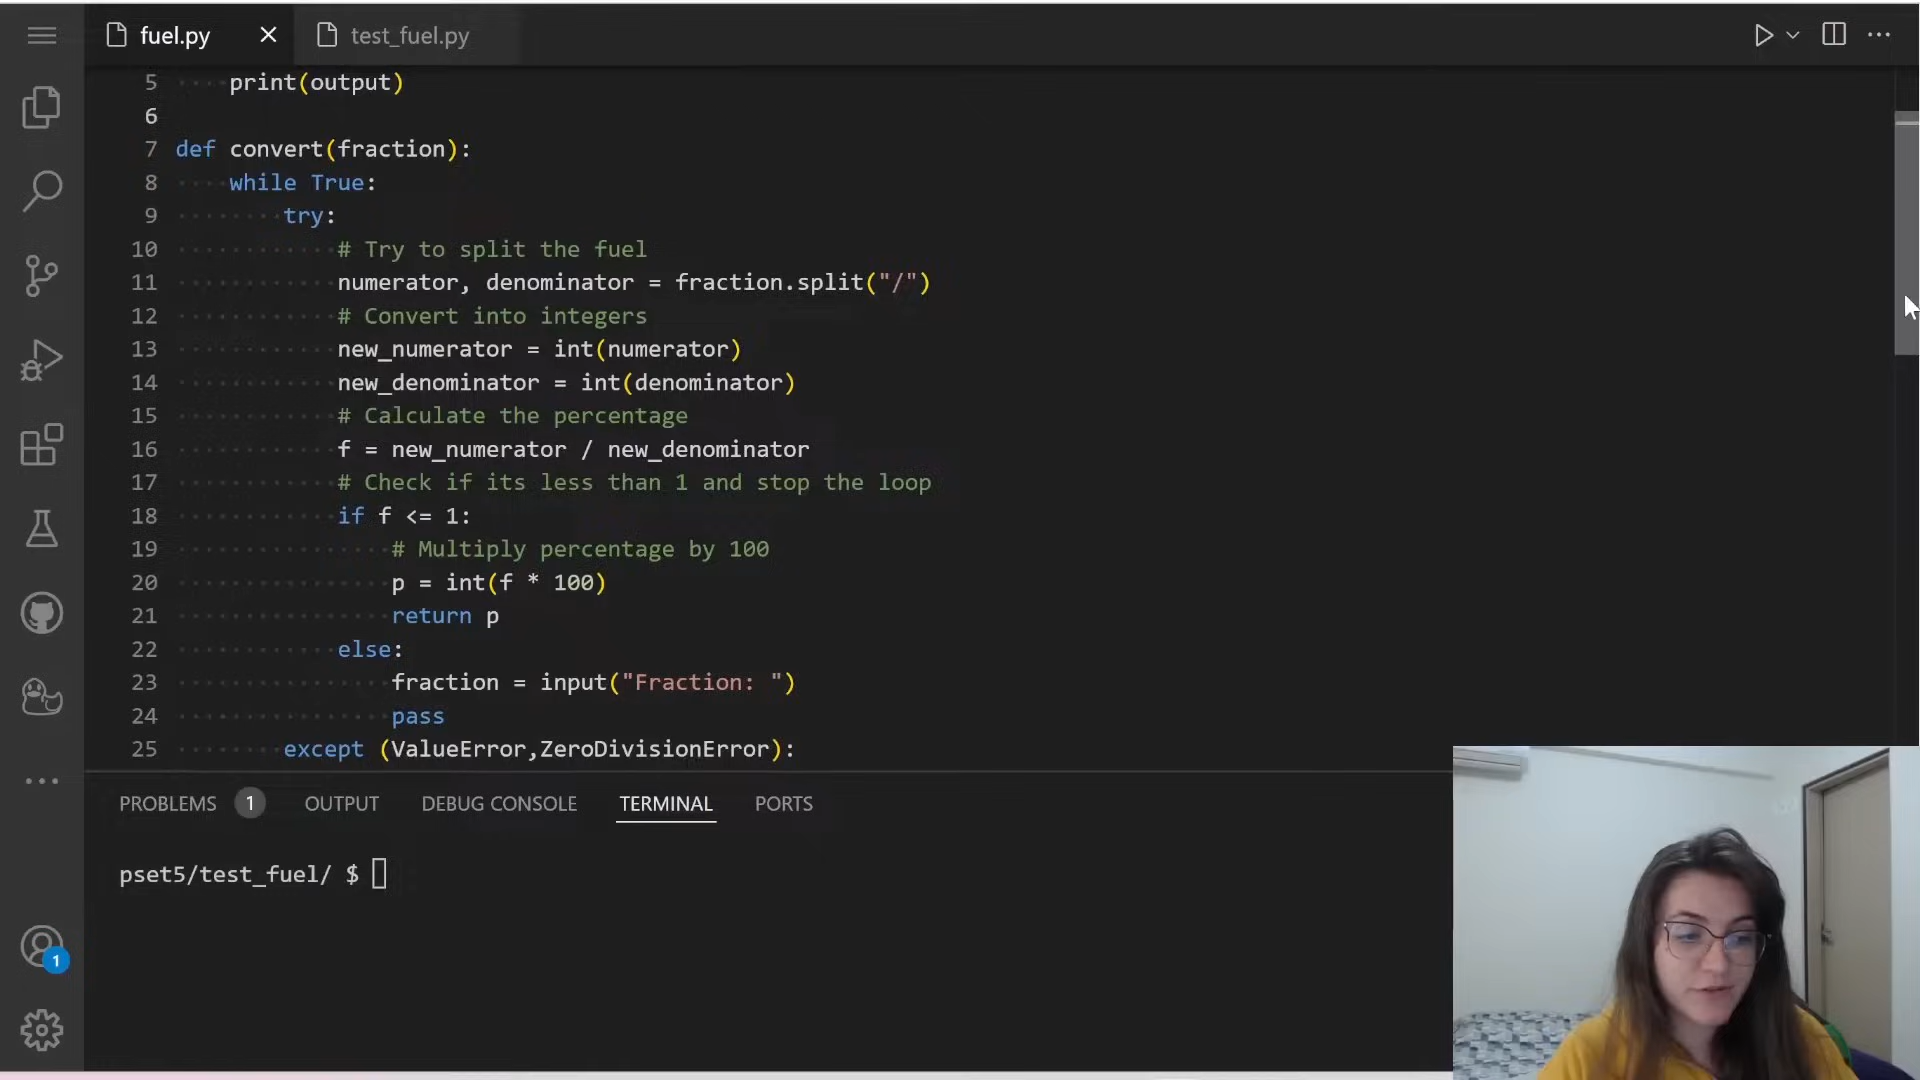 fuel.py
test_fuel.py
5 print(output)
6
7 def convert(fraction):
8 while True:
9 try:
10 # Try to split the fuel
11 numerator, denominator = fraction.split("/")
12 # Convert into integers
13 new_numerator = int(numerator)
14 new_denominator = int(denominator)
15 # Calculate the percentage
16 f = new_numerator / new_denominator
17 # Check if its less than 1 and stop the loop
18 if f <= 1:
19 # Multiply percentage by 100
20 p = int(f * 100)
21 return p
22 else:
23 fraction = input("Fraction: ")
24 pass
25 except (ValueError,ZeroDivisionError):
PROBLEMS 1 OUTPUT DEBUG CONSOLE TERMINAL PORTS
pset5/test_fuel/ $
1